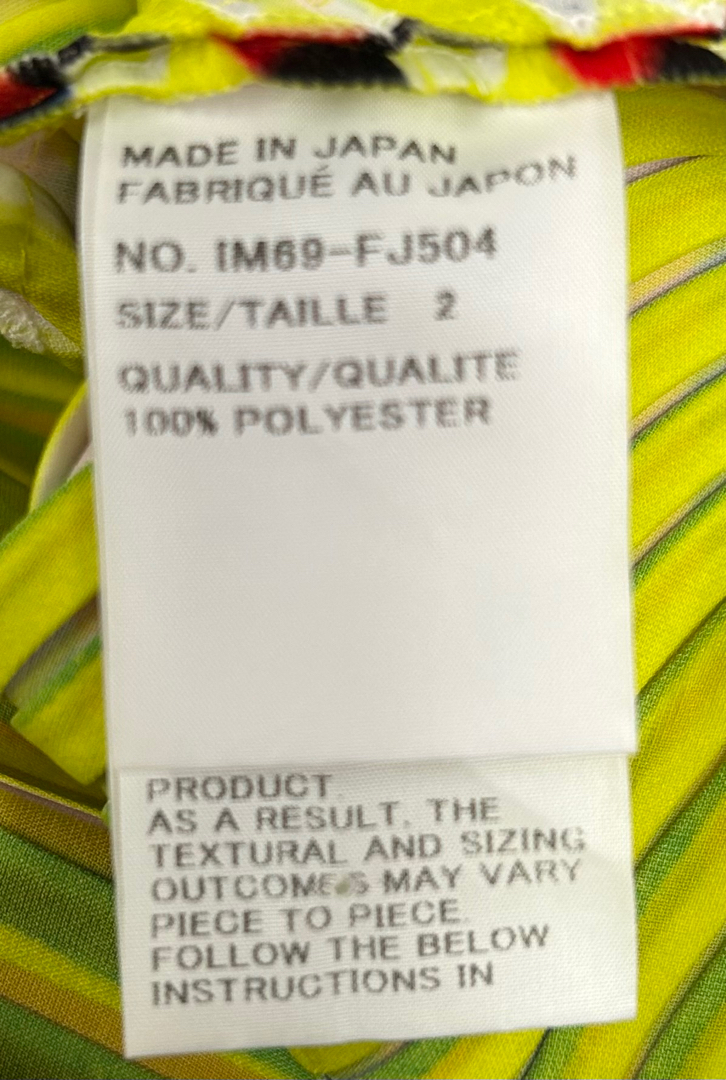 MADE IN JAPAN
FABRIQUÉ AU JAPON
NO. IM69-FJ504
SIZE/TAILLE 2
QUALITY/QUALITE
100% POLYESTER
PRODUCT.
AS A RESULT, THE
TEXTURAL AND SIZING
OUTCOMES MAY VARY
PIECE TO PIECE.
FOLLOW THE BELOW
INSTRUCTIONS IN